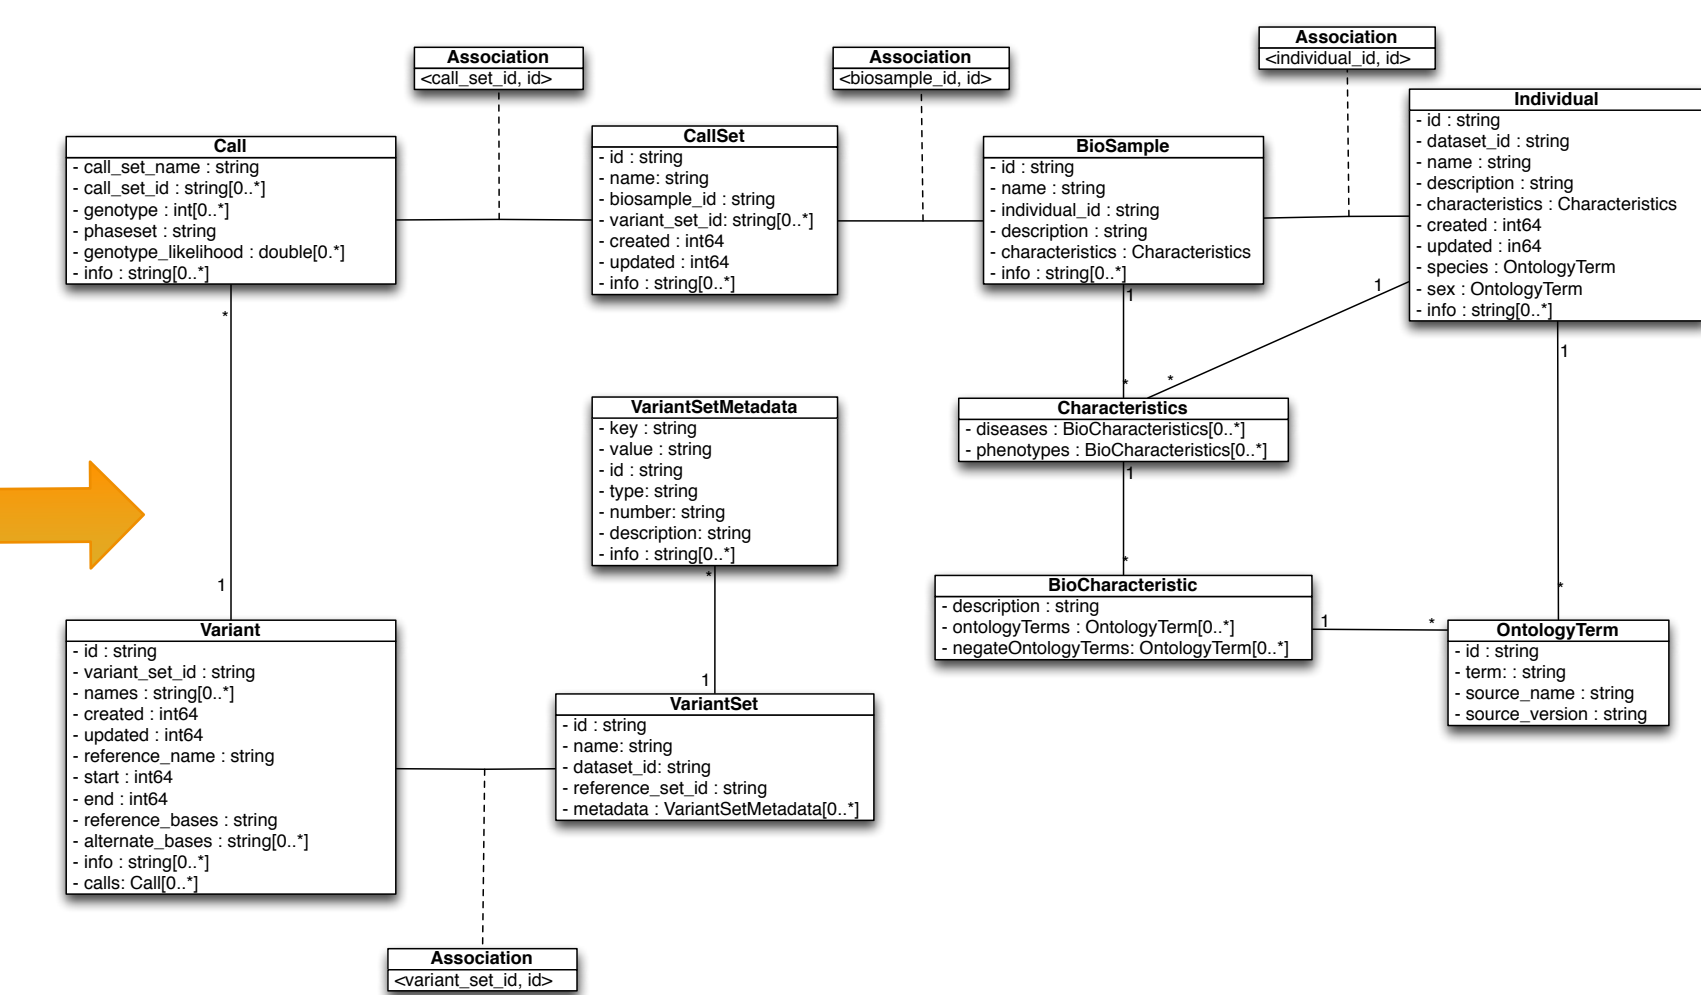 Association
<call_set_id, id>
Association
<biosample_id, id>
Association
<individual_id, id>
Call
- call_set_name : string
- call_set_id : string[0..*]
- genotype : int[0..*]
- phaseset : string
- genotype_likelihood : double[0.*]
- info : string[0..*]
*
1
CallSet
- id : string
- name: string
- biosample_id : string
- variant_set_id: string[0..*]
- created : int64
- updated : int64
- info : string[0..*]
BioSample
- id : string
- name : string
- individual_id : string
- description : string
- characteristics : Characteristics
- info : string[0..*]
1
*
Individual
- id : string
- dataset_id : string
- name : string
- description : string
- characteristics : Characteristics
- created : int64
- updated : in64
- species : OntologyTerm
- sex : OntologyTerm
- info : string[0..*]
1
*
1
*
VariantSetMetadata
- key : string
- value : string
- id : string
- type: string
- number: string
- description: string
- info : string[0..*]
*
1
Characteristics
- diseases : BioCharacteristics[0..*]
- phenotypes : BioCharacteristics[0..*]
1
*
BioCharacteristic
- description : string
- ontologyTerms : OntologyTerm[0..*]
- negateOntologyTerms: OntologyTerm[0..*]
1
*
OntologyTerm
- id : string
- term: : string
- source_name : string
- source_version : string
Variant
- id : string
- variant_set_id : string
- names : string[0..*]
- created : int64
- updated : int64
- reference_name : string
- start : int64
- end : int64
- reference_bases : string
- alternate_bases : string[0..*]
- info : string[0..*]
- calls: Call[0..*]
VariantSet
- id : string
- name: string
- dataset_id: string
- reference_set_id : string
- metadata : VariantSetMetadata[0..*]
Association
<variant_set_id, id>